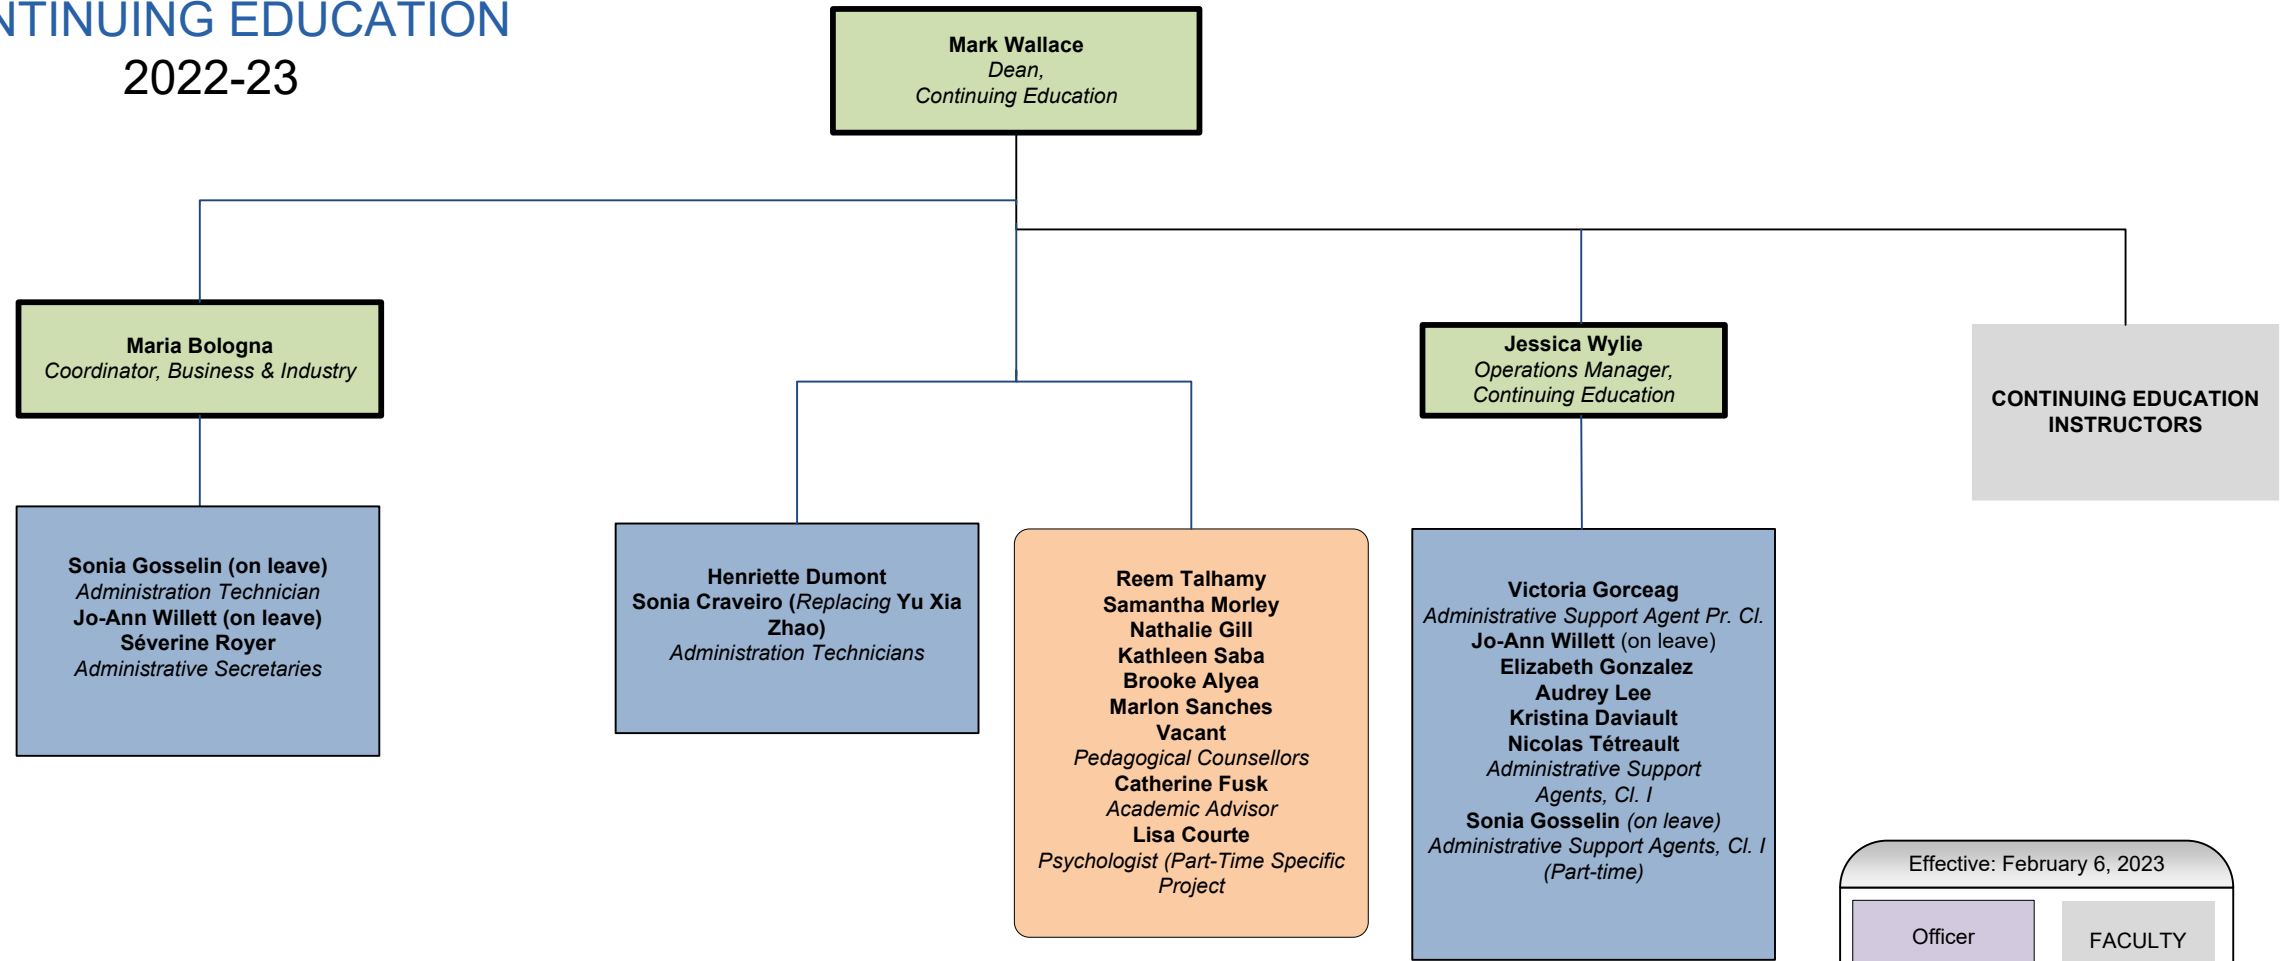 NTINUING EDUCATION
2022-23
Mark Wallace
Dean,
Continuing Education
Maria Bologna
Coordinator, Business & Industry
Jessica Wylie
Operations Manager,
Continuing Education
CONTINUING EDUCATION
INSTRUCTORS
Sonia Gosselin (on leave)
Administration Technician
Jo-Ann Willett (on leave)
Séverine Royer
Administrative Secretaries
Henriette Dumont
Sonia Craveiro (Replacing Yu Xia
Zhao)
Administration Technicians
Reem Talhamy
Samantha Morley
Nathalie Gill
Kathleen Saba
Brooke Alyea
Marlon Sanches
Vacant
Pedagogical Counsellors
Catherine Fusk
Academic Advisor
Lisa Courte
Psychologist (Part-Time Specific
Project
Victoria Gorceag
Administrative Support Agent Pr. Cl.
Jo-Ann Willett (on leave)
Elizabeth Gonzalez
Audrey Lee
Kristina Daviault
Nicolas Tétreault
Administrative Support
Agents, Cl. I
Sonia Gosselin (on leave)
Administrative Support Agents, Cl. I
(Part-time)
Effective: February 6, 2023
Officer
FACULTY